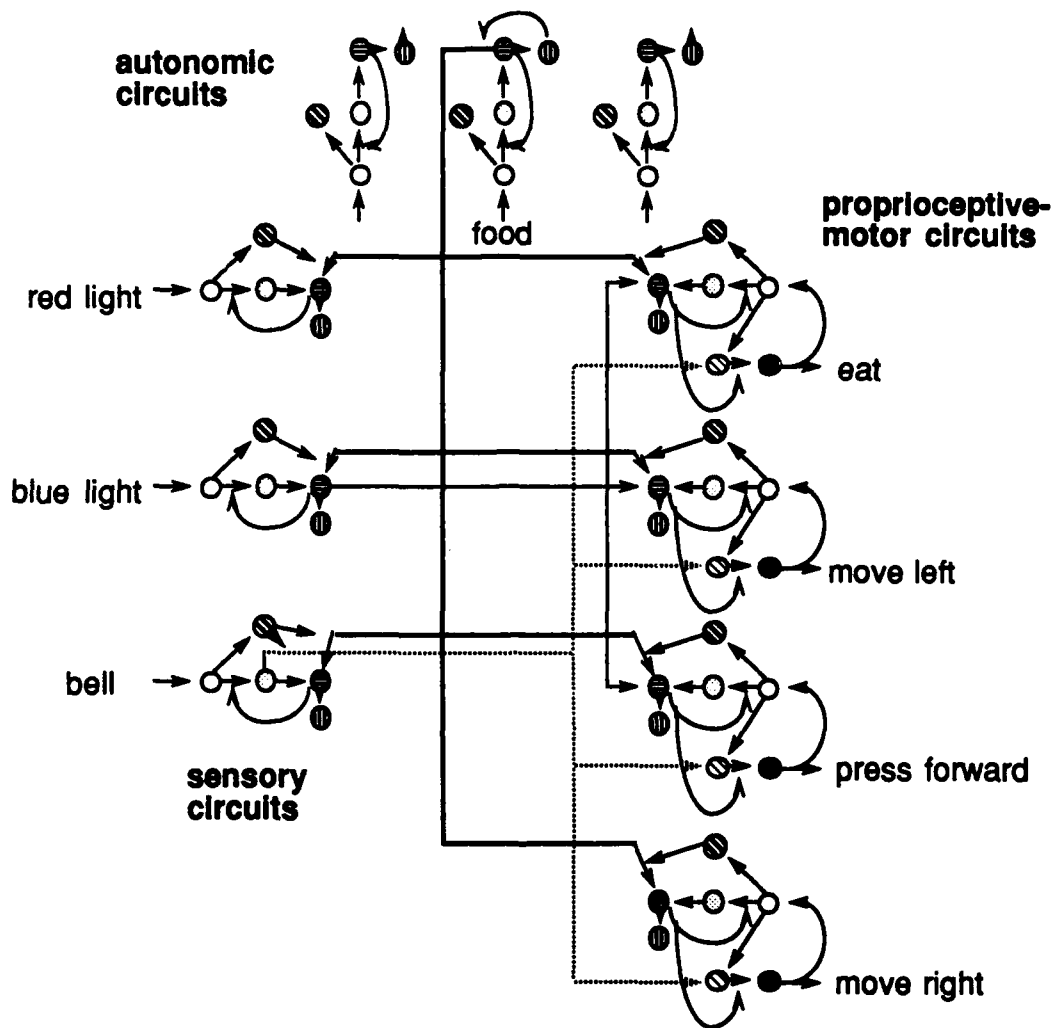 autonomic
circuits
food
proprioceptive-
motor circuits
red light
eat
blue light
move left
bell
sensory
circuits
press forward
move right